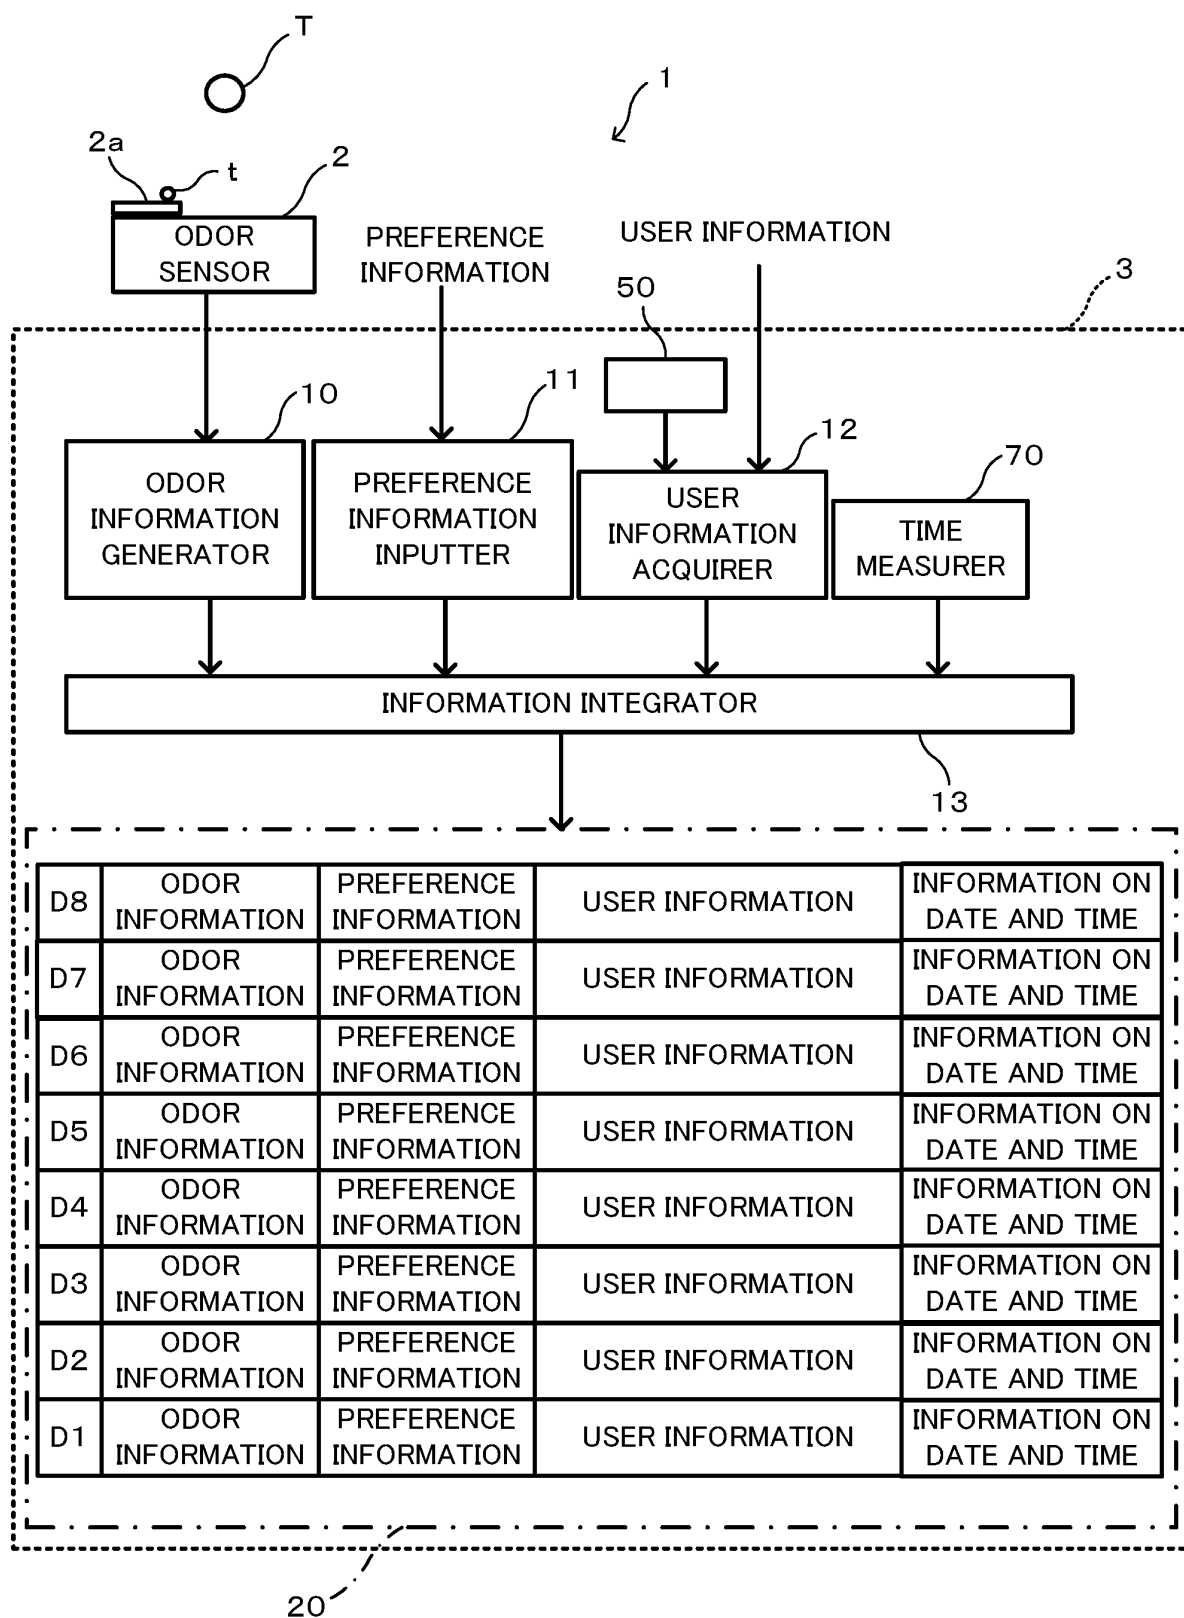 T
1
2a
t
2
ODOR
SENSOR
PREFERENCE
INFORMATION
USER INFORMATION
50
3
10
11
12
70
ODOR
INFORMATION
GENERATOR
PREFERENCE
INFORMATION
INPUTTER
USER
INFORMATION
ACQUIRER
TIME
MEASURER
INFORMATION INTEGRATOR
13
D8
ODOR
INFORMATION
PREFERENCE
INFORMATION
USER INFORMATION
INFORMATION ON
DATE AND TIME
D7
ODOR
INFORMATION
PREFERENCE
INFORMATION
USER INFORMATION
INFORMATION ON
DATE AND TIME
D6
ODOR
INFORMATION
PREFERENCE
INFORMATION
USER INFORMATION
INFORMATION ON
DATE AND TIME
D5
ODOR
INFORMATION
PREFERENCE
INFORMATION
USER INFORMATION
INFORMATION ON
DATE AND TIME
D4
ODOR
INFORMATION
PREFERENCE
INFORMATION
USER INFORMATION
INFORMATION ON
DATE AND TIME
D3
ODOR
INFORMATION
PREFERENCE
INFORMATION
USER INFORMATION
INFORMATION ON
DATE AND TIME
D2
ODOR
INFORMATION
PREFERENCE
INFORMATION
USER INFORMATION
INFORMATION ON
DATE AND TIME
D1
ODOR
INFORMATION
PREFERENCE
INFORMATION
USER INFORMATION
INFORMATION ON
DATE AND TIME
20